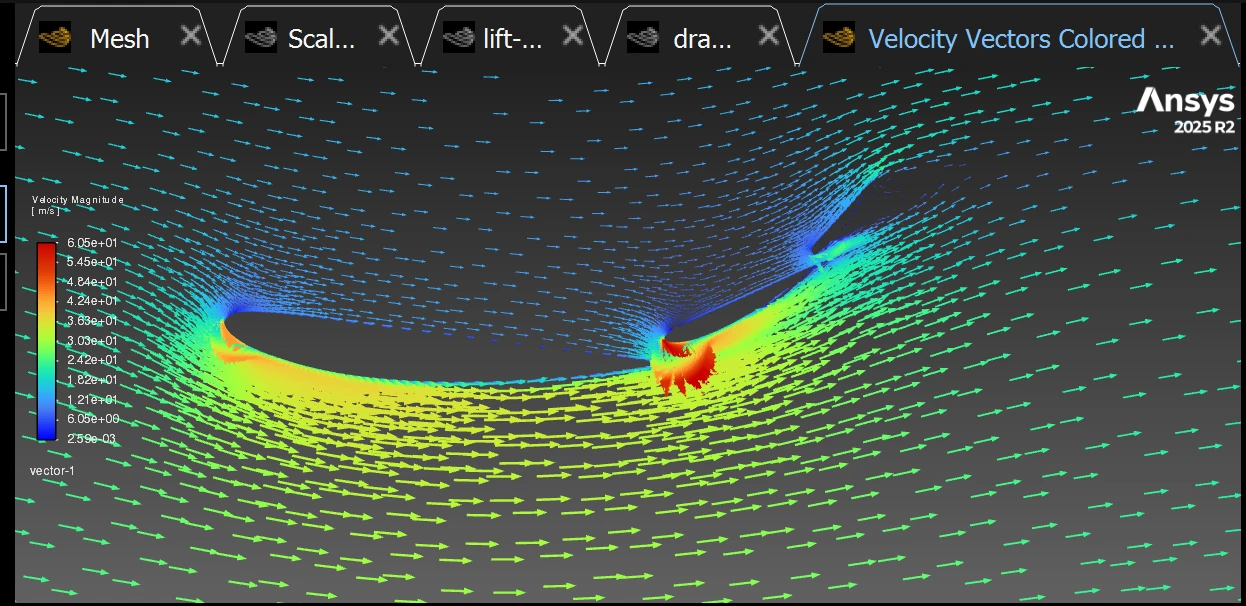 Mesh
Scal...
lift-...
dra...
Velocity Vectors Colored ...
Ansys
2025 R2
Velocity Magnitude
[ m/s ]
6.05e+01
5.45e+01
4.84e+01
4.24e+01
3.63e+01
3.03e+01
2.42e+01
1.82e+01
1.21e+01
6.05e+00
2.59e-03
vector-1